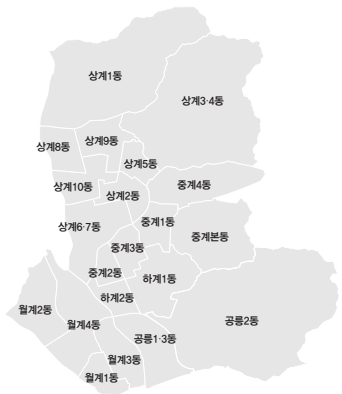 상계1동
상계3·4동
상계8동
상계9동
상계5동
상계10동
상계2동
중계4동
상계6·7동
중계1동
중계본동
중계3동
중계2동
하계1동
하계2동
월계2동
월계4동
공릉2동
공릉1·3동
월계3동
월계1동